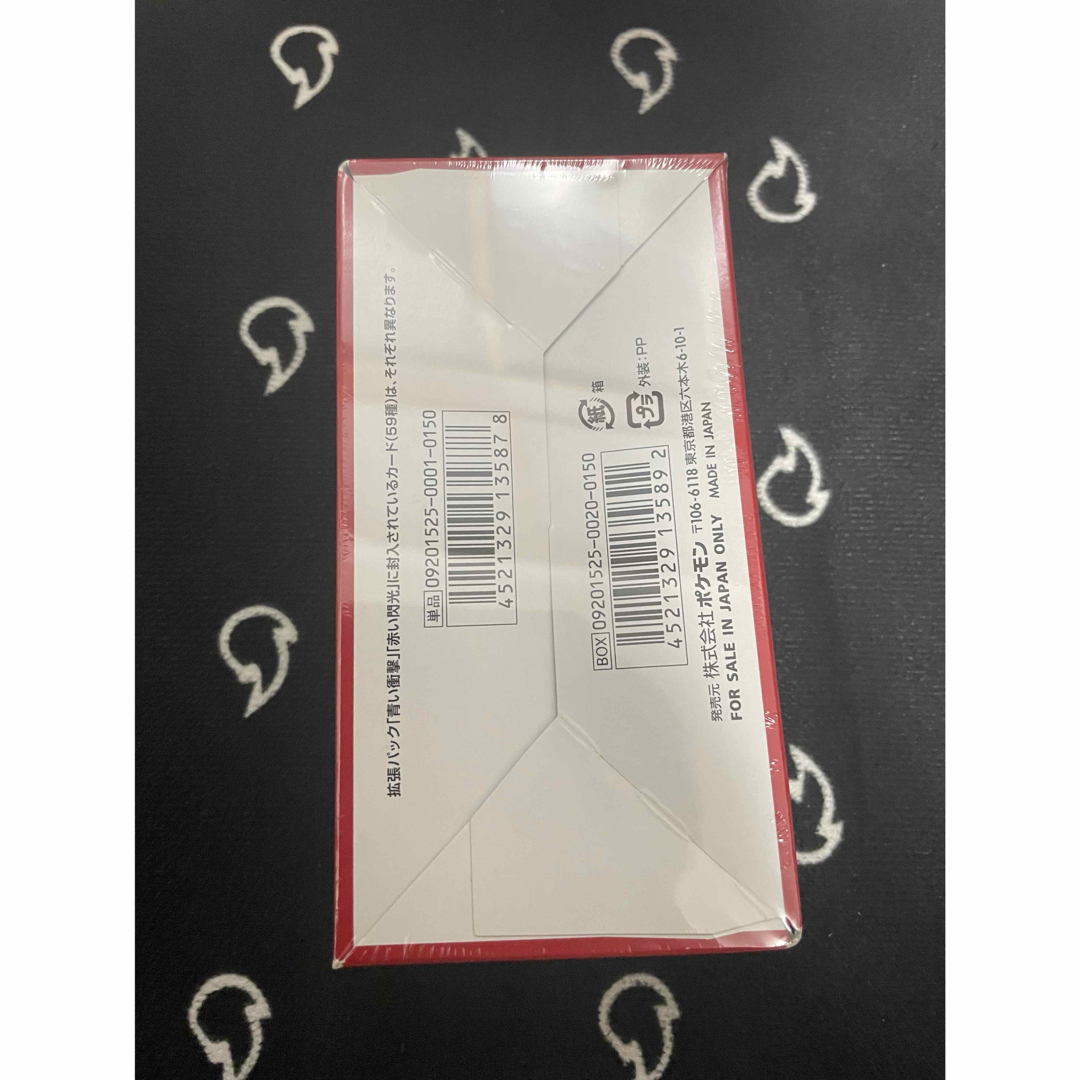 拡張パック「青い衝撃」「赤い閃光」に封入されているカード(59種)は、それぞれ異なります。
単品 09201525-0001-0150
4521329 135878
紙 箱
プラ 外装:PP
BOX 09201525-0020-0150
4521329 135892
発売元 株式会社ポケモン 〒106-6118 東京都港区六本木6-10-1
FOR SALE IN JAPAN ONLY MADE IN JAPAN